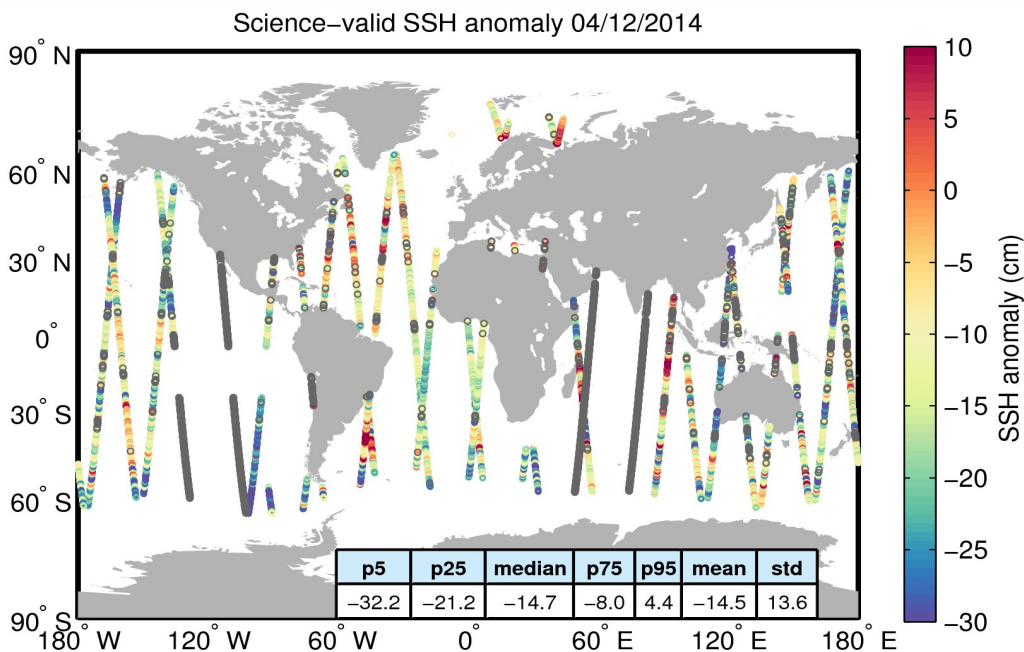 Science−valid SSH anomaly 04/12/2014
90° N
60° N
30° N
0°
30° S
60° S
90° S
180° W
120° W
60° W
0°
60° E
120° E
180° E
p5 p25 median p75 p95 mean std
−32.2 −21.2 −14.7 −8.0 4.4 −14.5 13.6
10
5
0
−5
−10
−15
−20
−25
−30
SSH anomaly (cm)